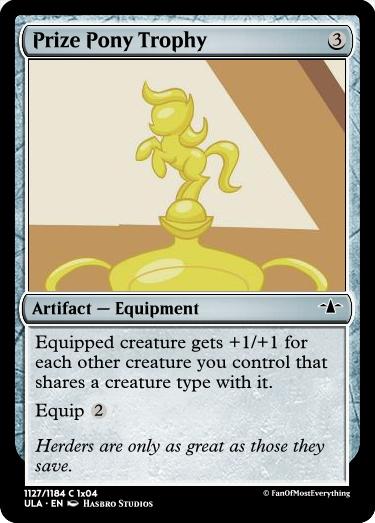 Prize Pony Trophy 3
Artifact — Equipment
Equipped creature gets +1/+1 for
each other creature you control that
shares a creature type with it.
Equip 2
Herders are only as great as those they
save.
1127/1184 C 1x04
ULA • EN Hasbro Studios
© FanOfMostEverything